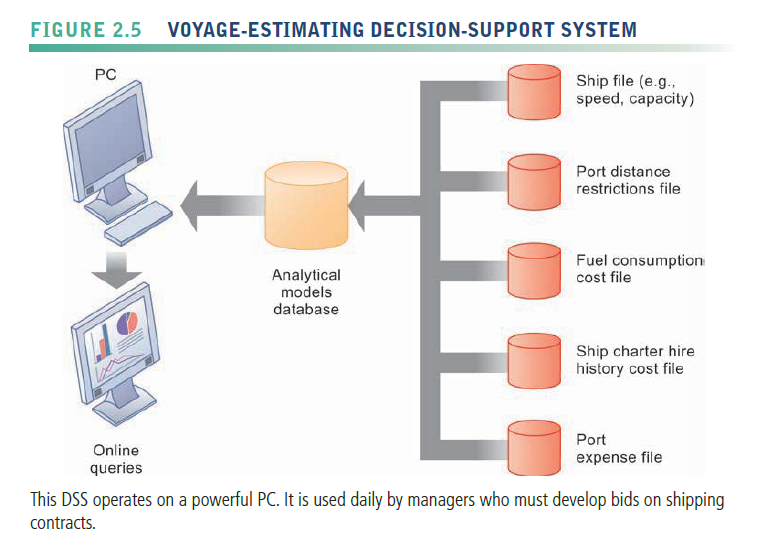 FIGURE 2.5 VOYAGE-ESTIMATING DECISION-SUPPORT SYSTEM
PC
Ship file (e.g.,
speed, capacity)
Port distance
restrictions file
Analytical
models
database
Fuel consumption
cost file
Ship charter hire
history cost file
Online
queries
Port
expense file
This DSS operates on a powerful PC. It is used daily by managers who must develop bids on shipping
contracts.